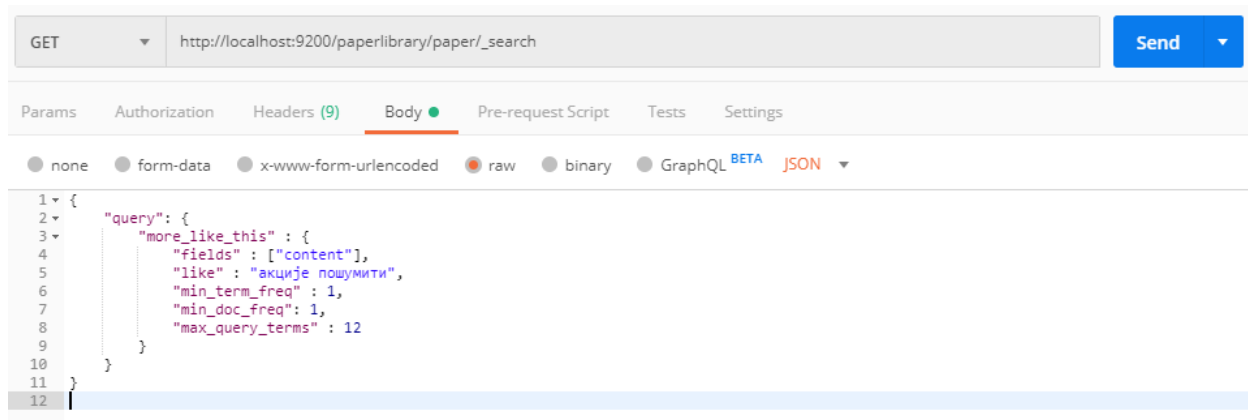 GET http://localhost:9200/paperlibrary/paper/_search Send
Params Authorization Headers (9) Body Pre-request Script Tests Settings
none form-data x-www-form-urlencoded raw binary GraphQL BETA JSON
1 {
2 "query": {
3 "more_like_this" : {
4 "fields" : ["content"],
5 "like" : "акције пошумити",
6 "min_term_freq" : 1,
7 "min_doc_freq": 1,
8 "max_query_terms" : 12
9 }
10 }
11 }
12